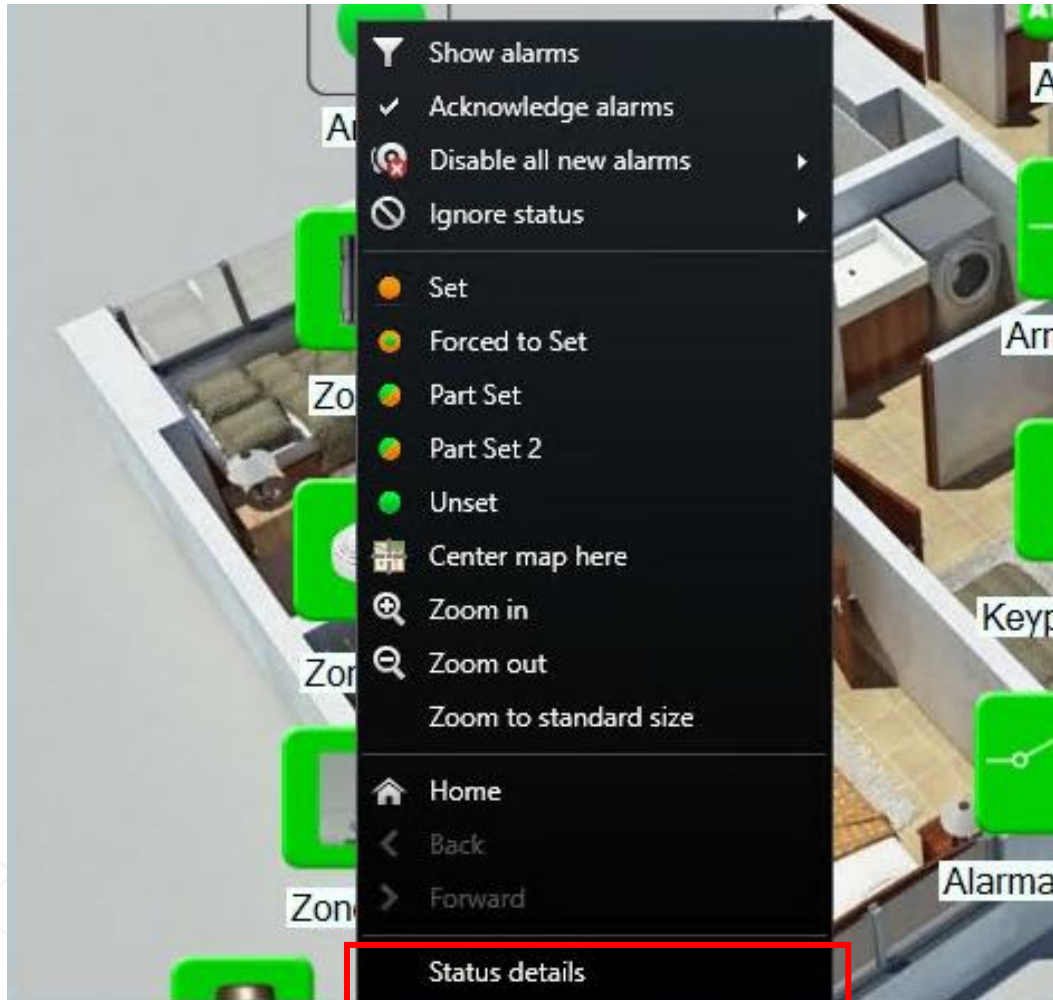 Show alarms
Acknowledge alarms
Disable all new alarms
Ignore status
Set
Forced to Set
Part Set
Part Set 2
Unset
Center map here
Zoom in
Zoom out
Zoom to standard size
Home
Back
Forward
Status details